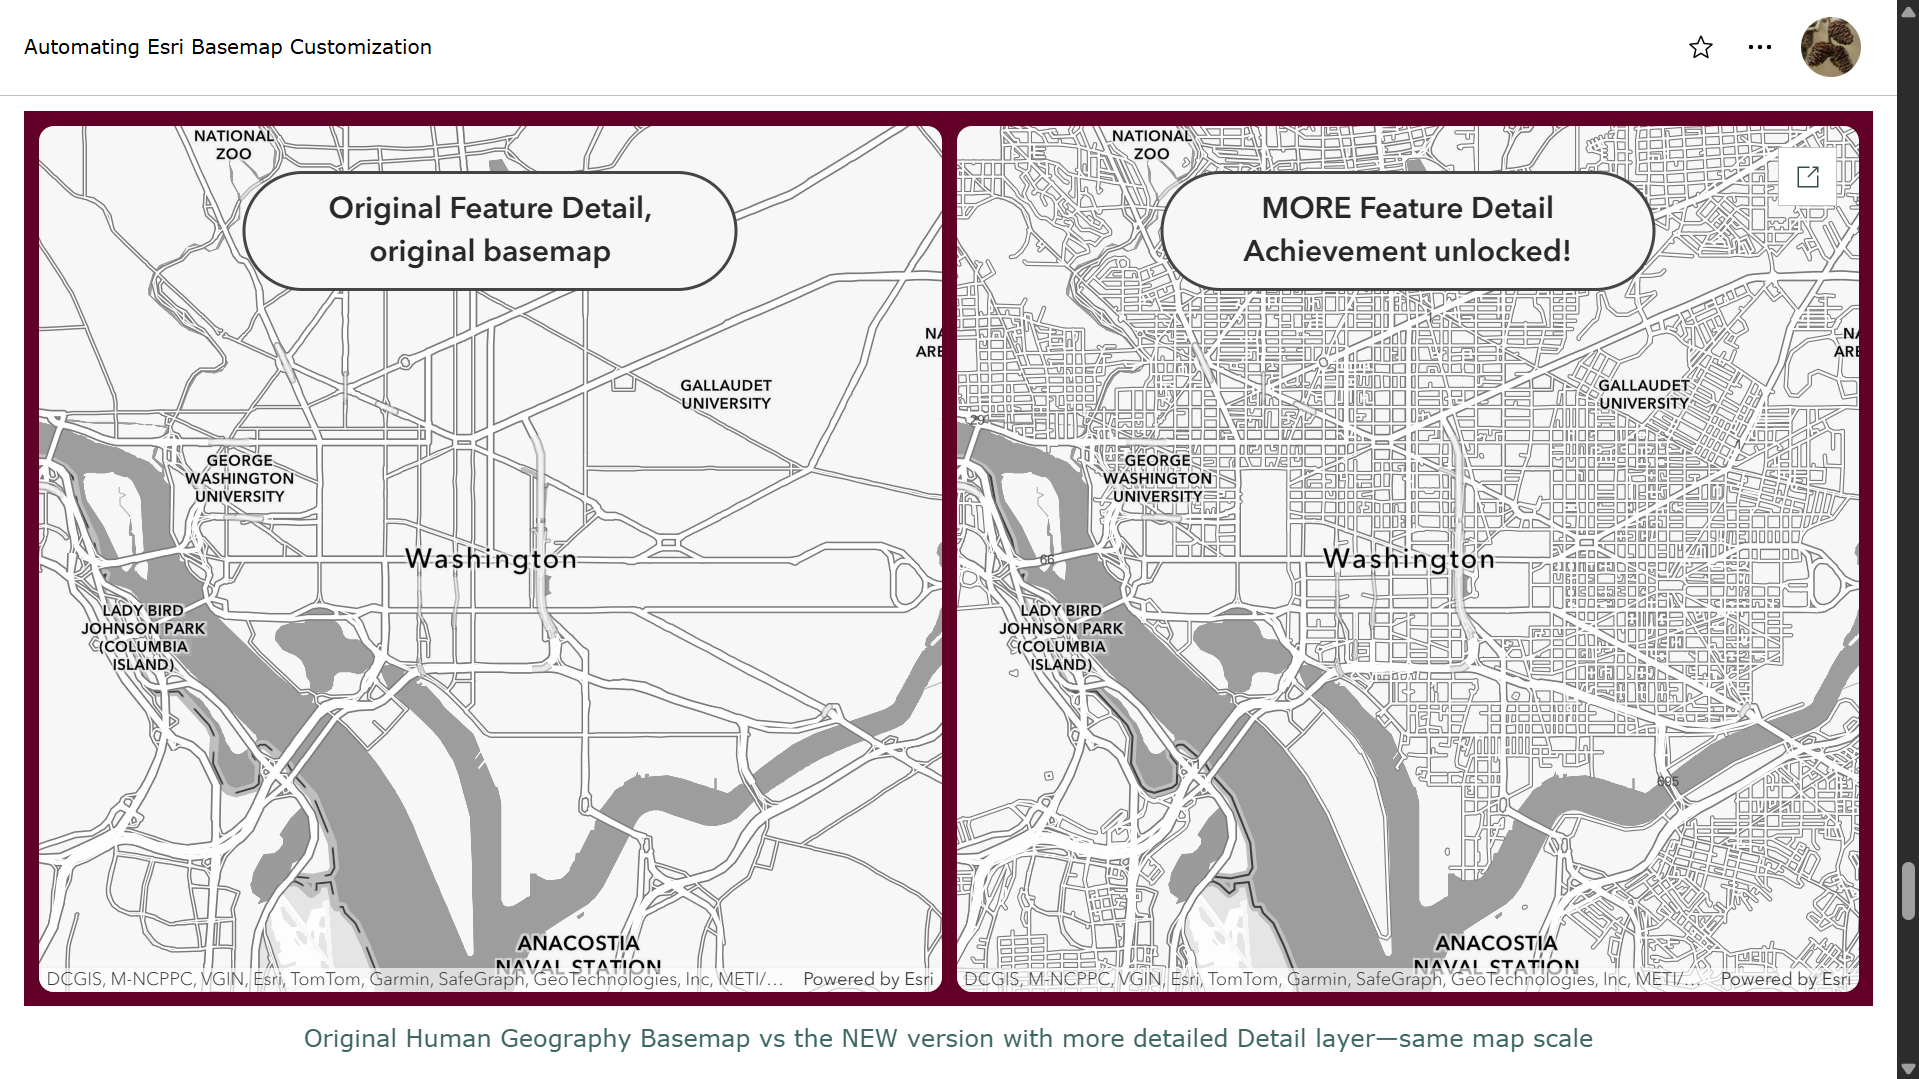 Automating Esri Basemap Customization
NATIONAL
ZOO
Original Feature Detail,
original basemap
NA
ARE
GALLAUDET
UNIVERSITY
GEORGE
WASHINGTON
UNIVERSITY
Washington
LADY BIRD
JOHNSON PARK
(COLUMBIA
ISLAND)
ANACOSTIA
NAVAL STATION
DCGIS, M-NCPPC, VGIN, Esri, TomTom, Garmin, SafeGraph, GeoTechnologies, Inc, METI/... Powered by Esri
NATIONAL
ZOO
MORE Feature Detail
Achievement unlocked!
NA
ARE
GALLAUDET
UNIVERSITY
29
GEORGE
WASHINGTON
UNIVERSITY
Washington
66
LADY BIRD
JOHNSON PARK
(COLUMBIA
ISLAND)
695
ANACOSTIA
NAVAL STATION
DCGIS, M-NCPPC, VGIN, Esri, TomTom, Garmin, SafeGraph, GeoTechnologies, Inc, METI/... Powered by Esri
Original Human Geography Basemap vs the NEW version with more detailed Detail layer—same map scale